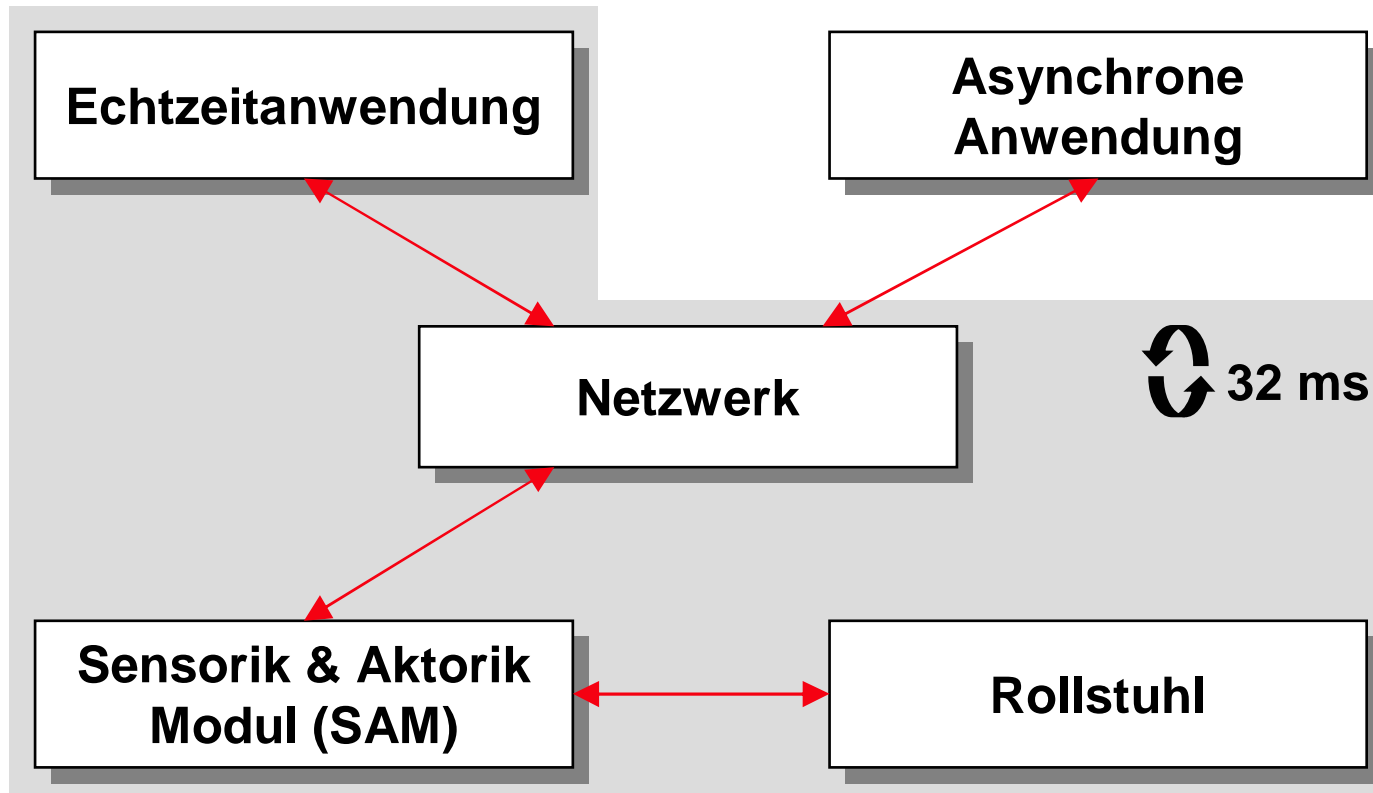 Echtzeitanwendung
Asynchrone
Anwendung
Netzwerk
32 ms
Sensorik & Aktorik
Modul (SAM)
Rollstuhl